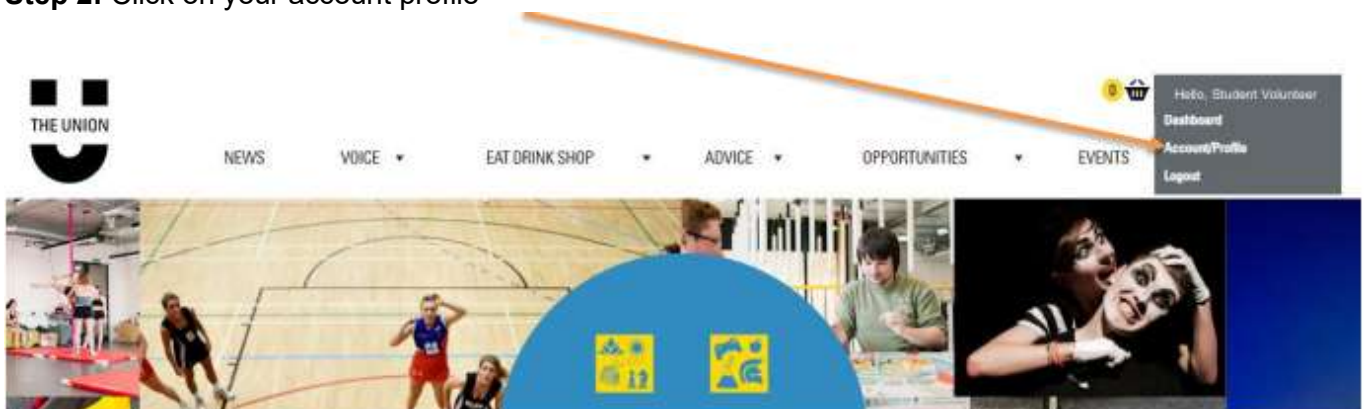 Step 2: Click on your account profile
0
Hello, Student Volunteer
Dashboard
Account/Profile
Logout
THE UNION
NEWS
VOICE
EAT DRINK SHOP
ADVICE
OPPORTUNITIES
EVENTS